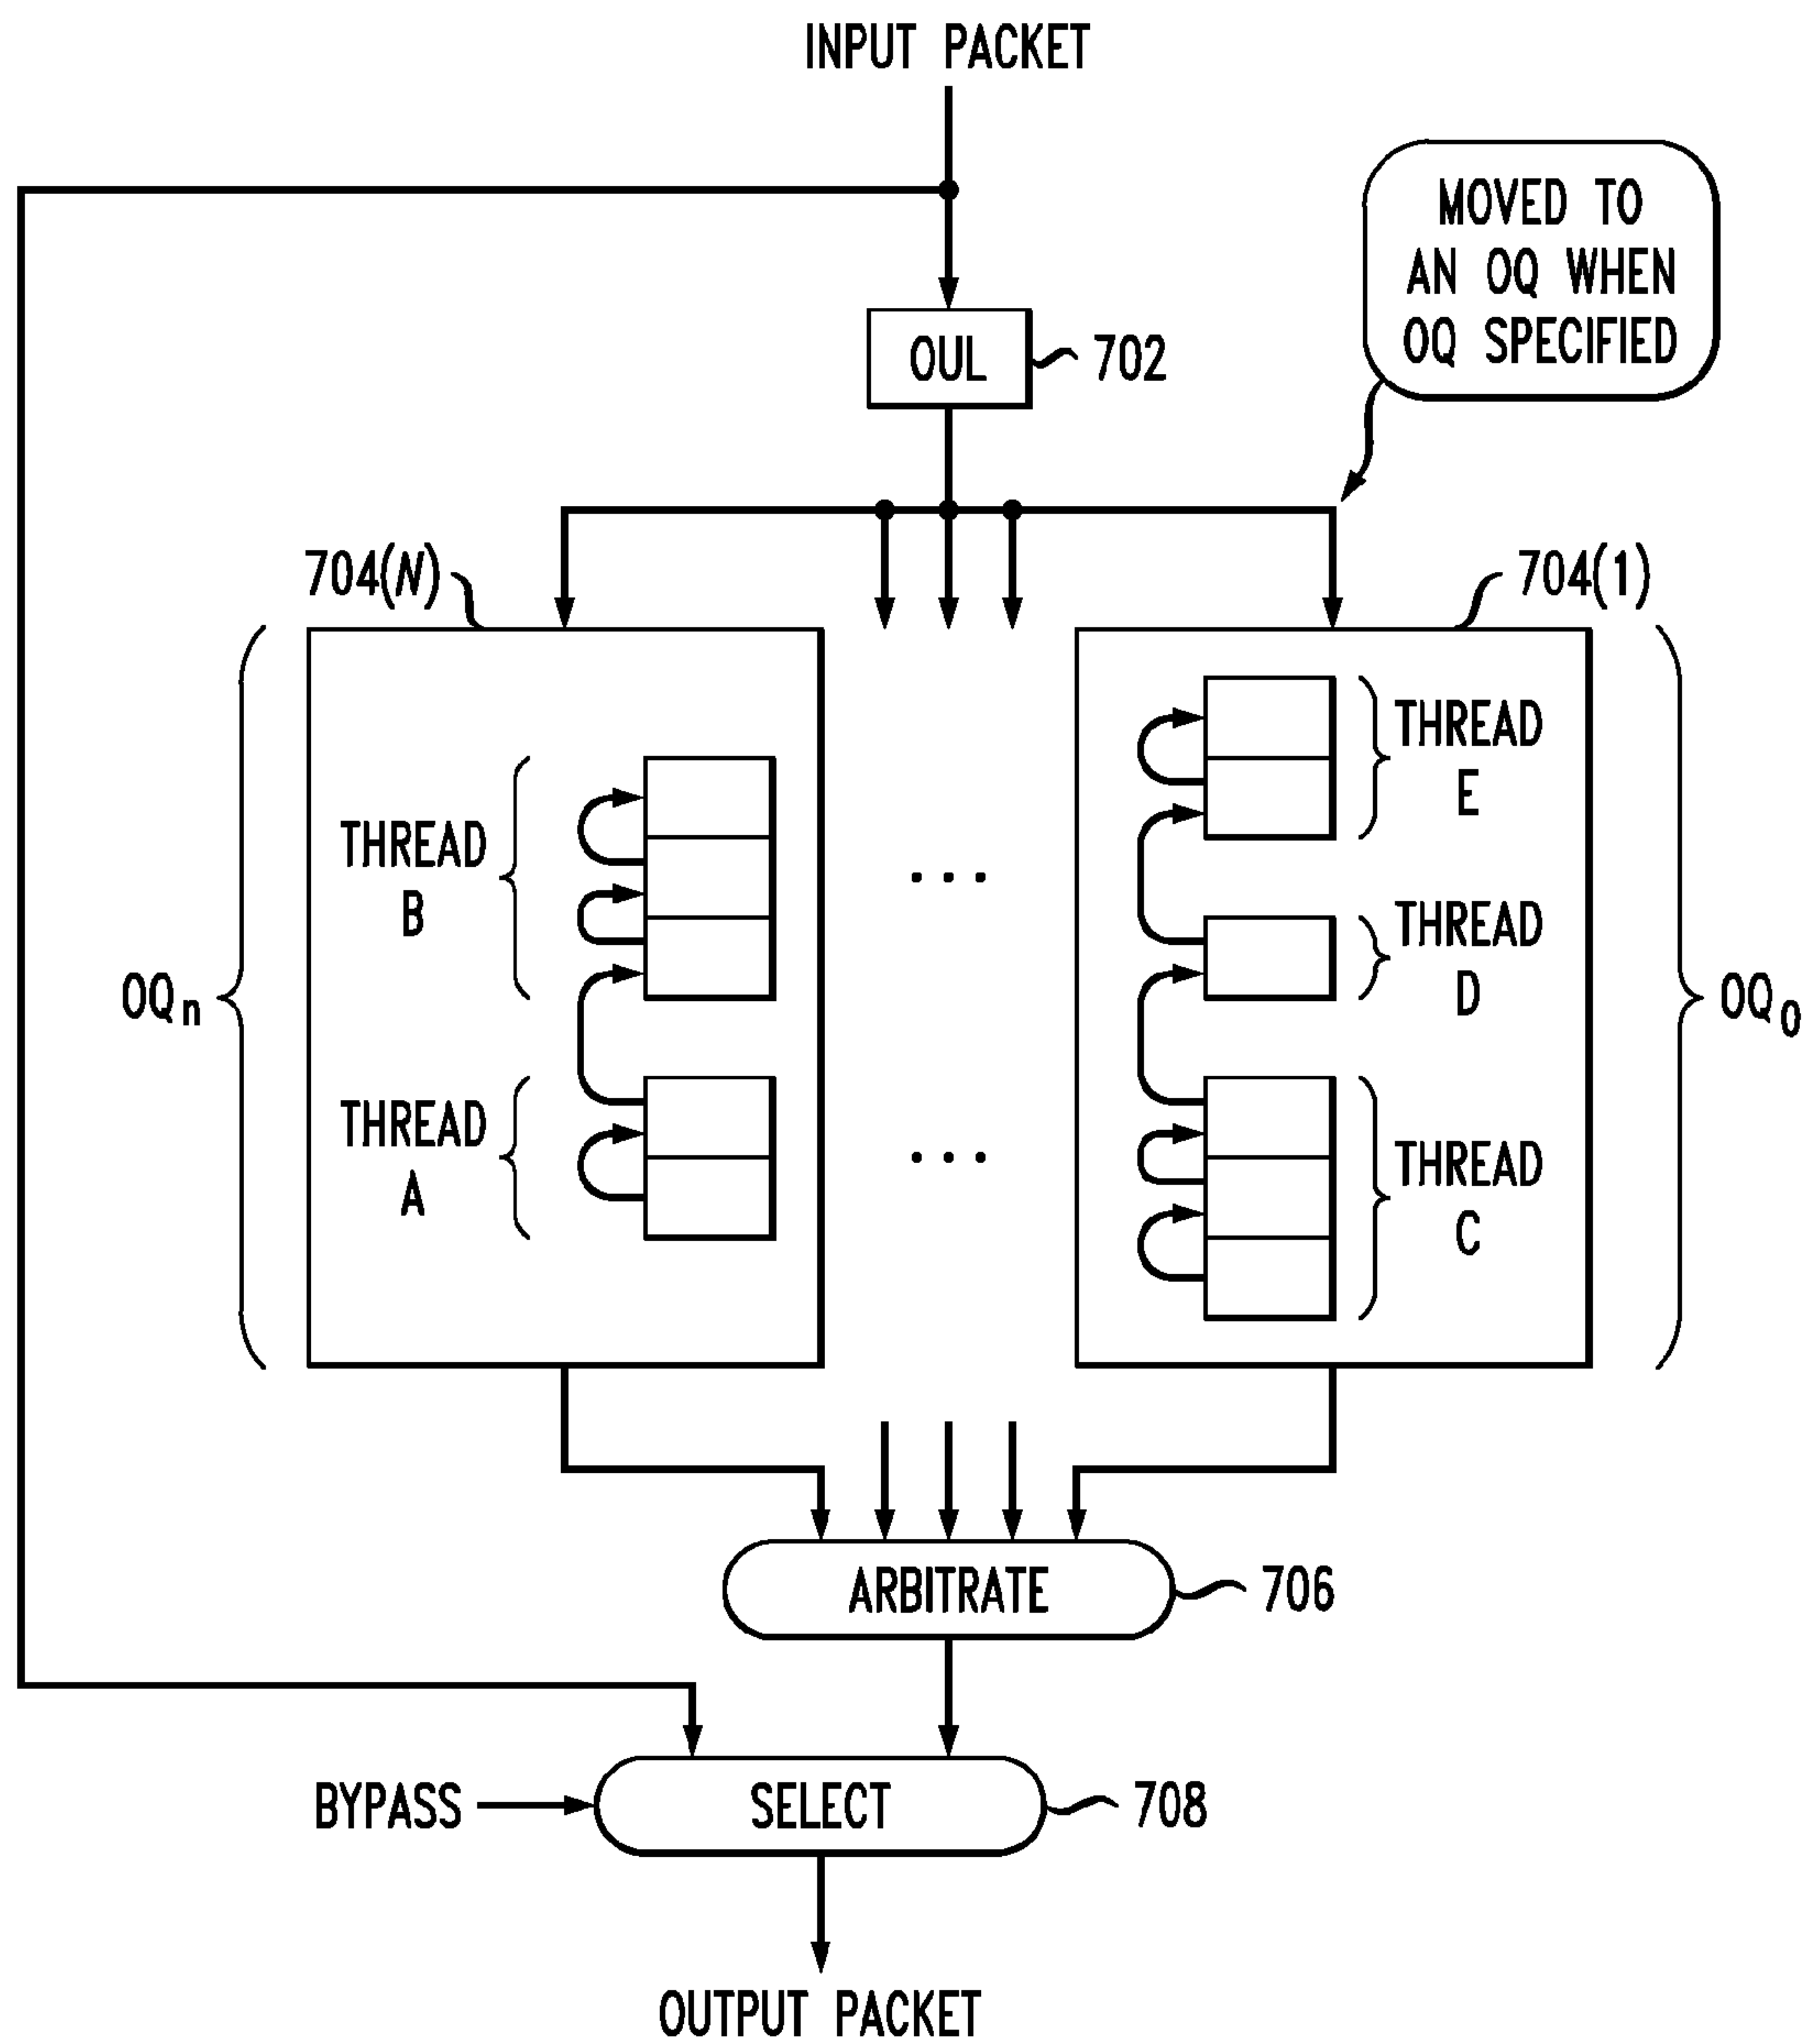 INPUT PACKET
MOVED TO
AN OQ WHEN
OQ SPECIFIED
OUL
702
704(N)
704(1)
THREAD
E
THREAD
B
THREAD
D
OQn
OQ0
THREAD
A
THREAD
C
...
...
ARBITRATE
706
BYPASS
SELECT
708
OUTPUT PACKET